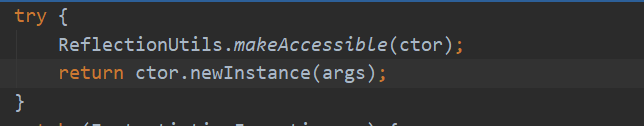 try {
    ReflectionUtils.makeAccessible(ctor);
    return ctor.newInstance(args);
}